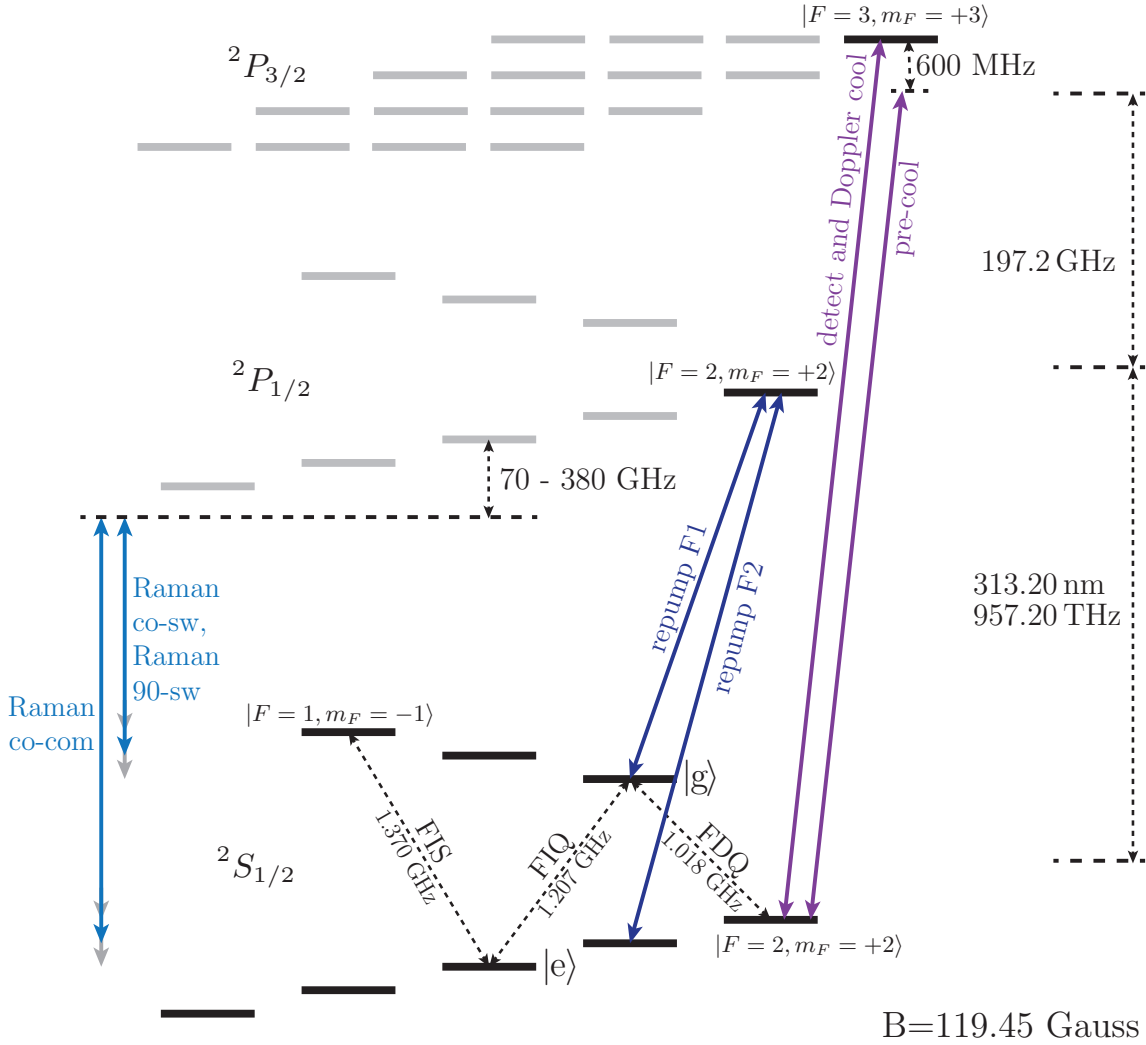 |F = 3, m_F = +3⟩
²P₃/₂
600 MHz
detect and Doppler cool
pre-cool
197.2 GHz
²P₁/₂
|F = 2, m_F = +2⟩
70 - 380 GHz
repump F1
repump F2
313.20 nm
957.20 THz
Raman
co-sw,
Raman
90-sw
Raman
co-com
|F = 1, m_F = −1⟩
|g⟩
FIS
1.370 GHz
FIQ
1.207 GHz
FDQ
1.018 GHz
²S₁/₂
|F = 2, m_F = +2⟩
|e⟩
B=119.45 Gauss